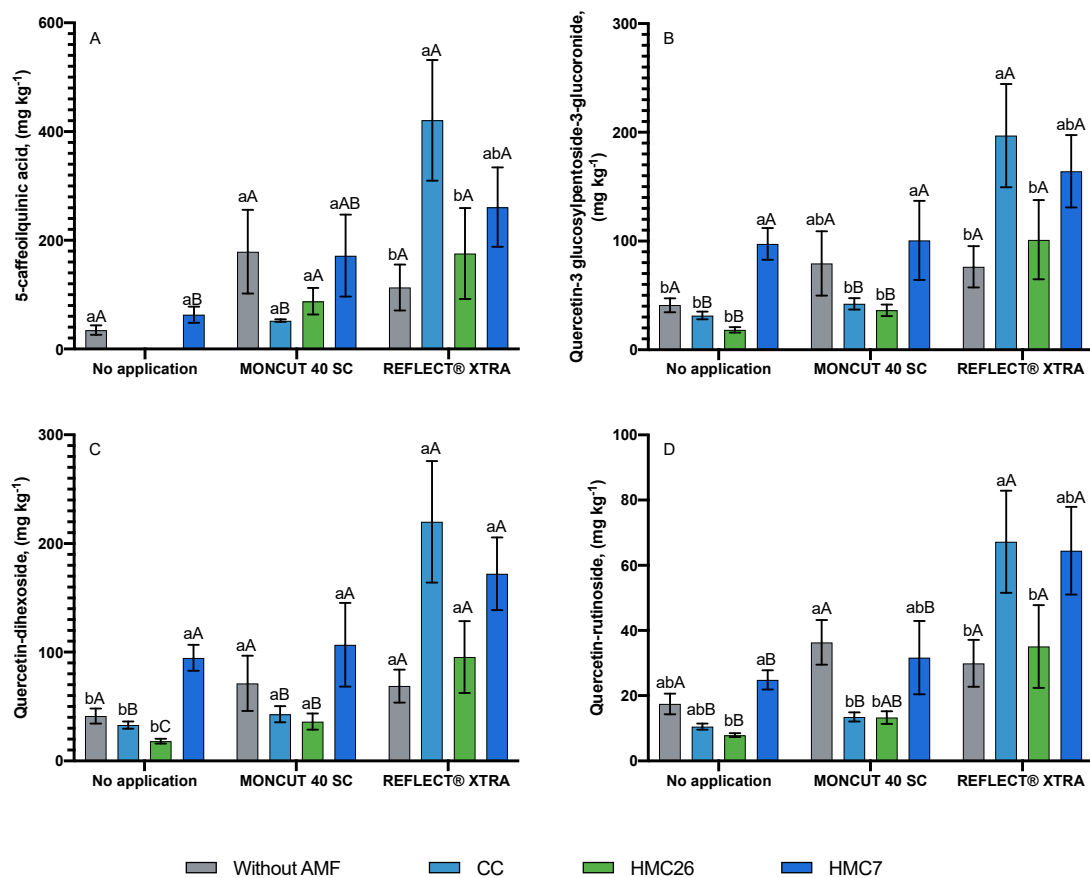 A
5-caffeoilquinic acid, (mg kg-1)
600
400
200
0
aA
aB
aA
aB
aA
aAB
bA
aA
bA
abA
No application
MONCUT 40 SC
REFLECT® XTRA
B
Quercetin-3 glucosylpentoside-3-glucoronide,
(mg kg-1)
300
200
100
0
bA
bB
bB
aA
abA
bB
bB
aA
bA
aA
bA
abA
No application
MONCUT 40 SC
REFLECT® XTRA
C
Quercetin-dihexoside, (mg kg-1)
300
200
100
0
bA
bB
bC
aA
aA
aB
aB
aA
aA
aA
aA
aA
No application
MONCUT 40 SC
REFLECT® XTRA
D
Quercetin-rutinoside, (mg kg-1)
100
80
60
40
20
0
abA
abB
bB
aB
aA
bB
bAB
abB
bA
aA
bA
abA
No application
MONCUT 40 SC
REFLECT® XTRA
Without AMF
CC
HMC26
HMC7